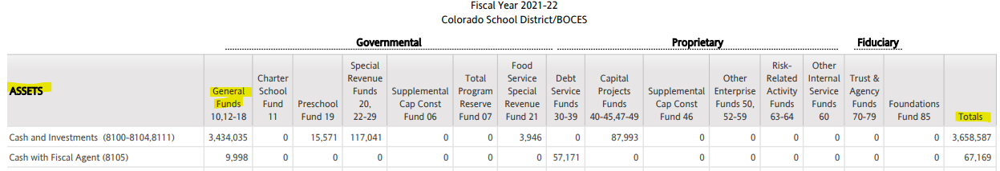 Fiscal Year 2021-22
Colorado School District/BOCES
Governmental Proprietary Fiduciary
ASSETS General Funds 10,12-18 Charter School Fund 11 Preschool Fund 19 Special Revenue Funds 20, 22-29 Supplemental Cap Const Fund 06 Total Program Reserve Fund 07 Food Service Special Revenue Fund 21 Debt Service Funds 30-39 Capital Projects Funds 40-45,47-49 Supplemental Cap Const Fund 46 Other Enterprise Funds 50, 52-59 Risk-Related Activity Funds 63-64 Other Internal Service Funds 60 Trust & Agency Funds 70-79 Foundations Fund 85 Totals
Cash and Investments (8100-8104,8111) 3,434,035 0 15,571 117,041 0 0 3,946 0 87,993 0 0 0 0 0 0 3,658,587
Cash with Fiscal Agent (8105) 9,998 0 0 0 0 0 0 57,171 0 0 0 0 0 0 0 67,169